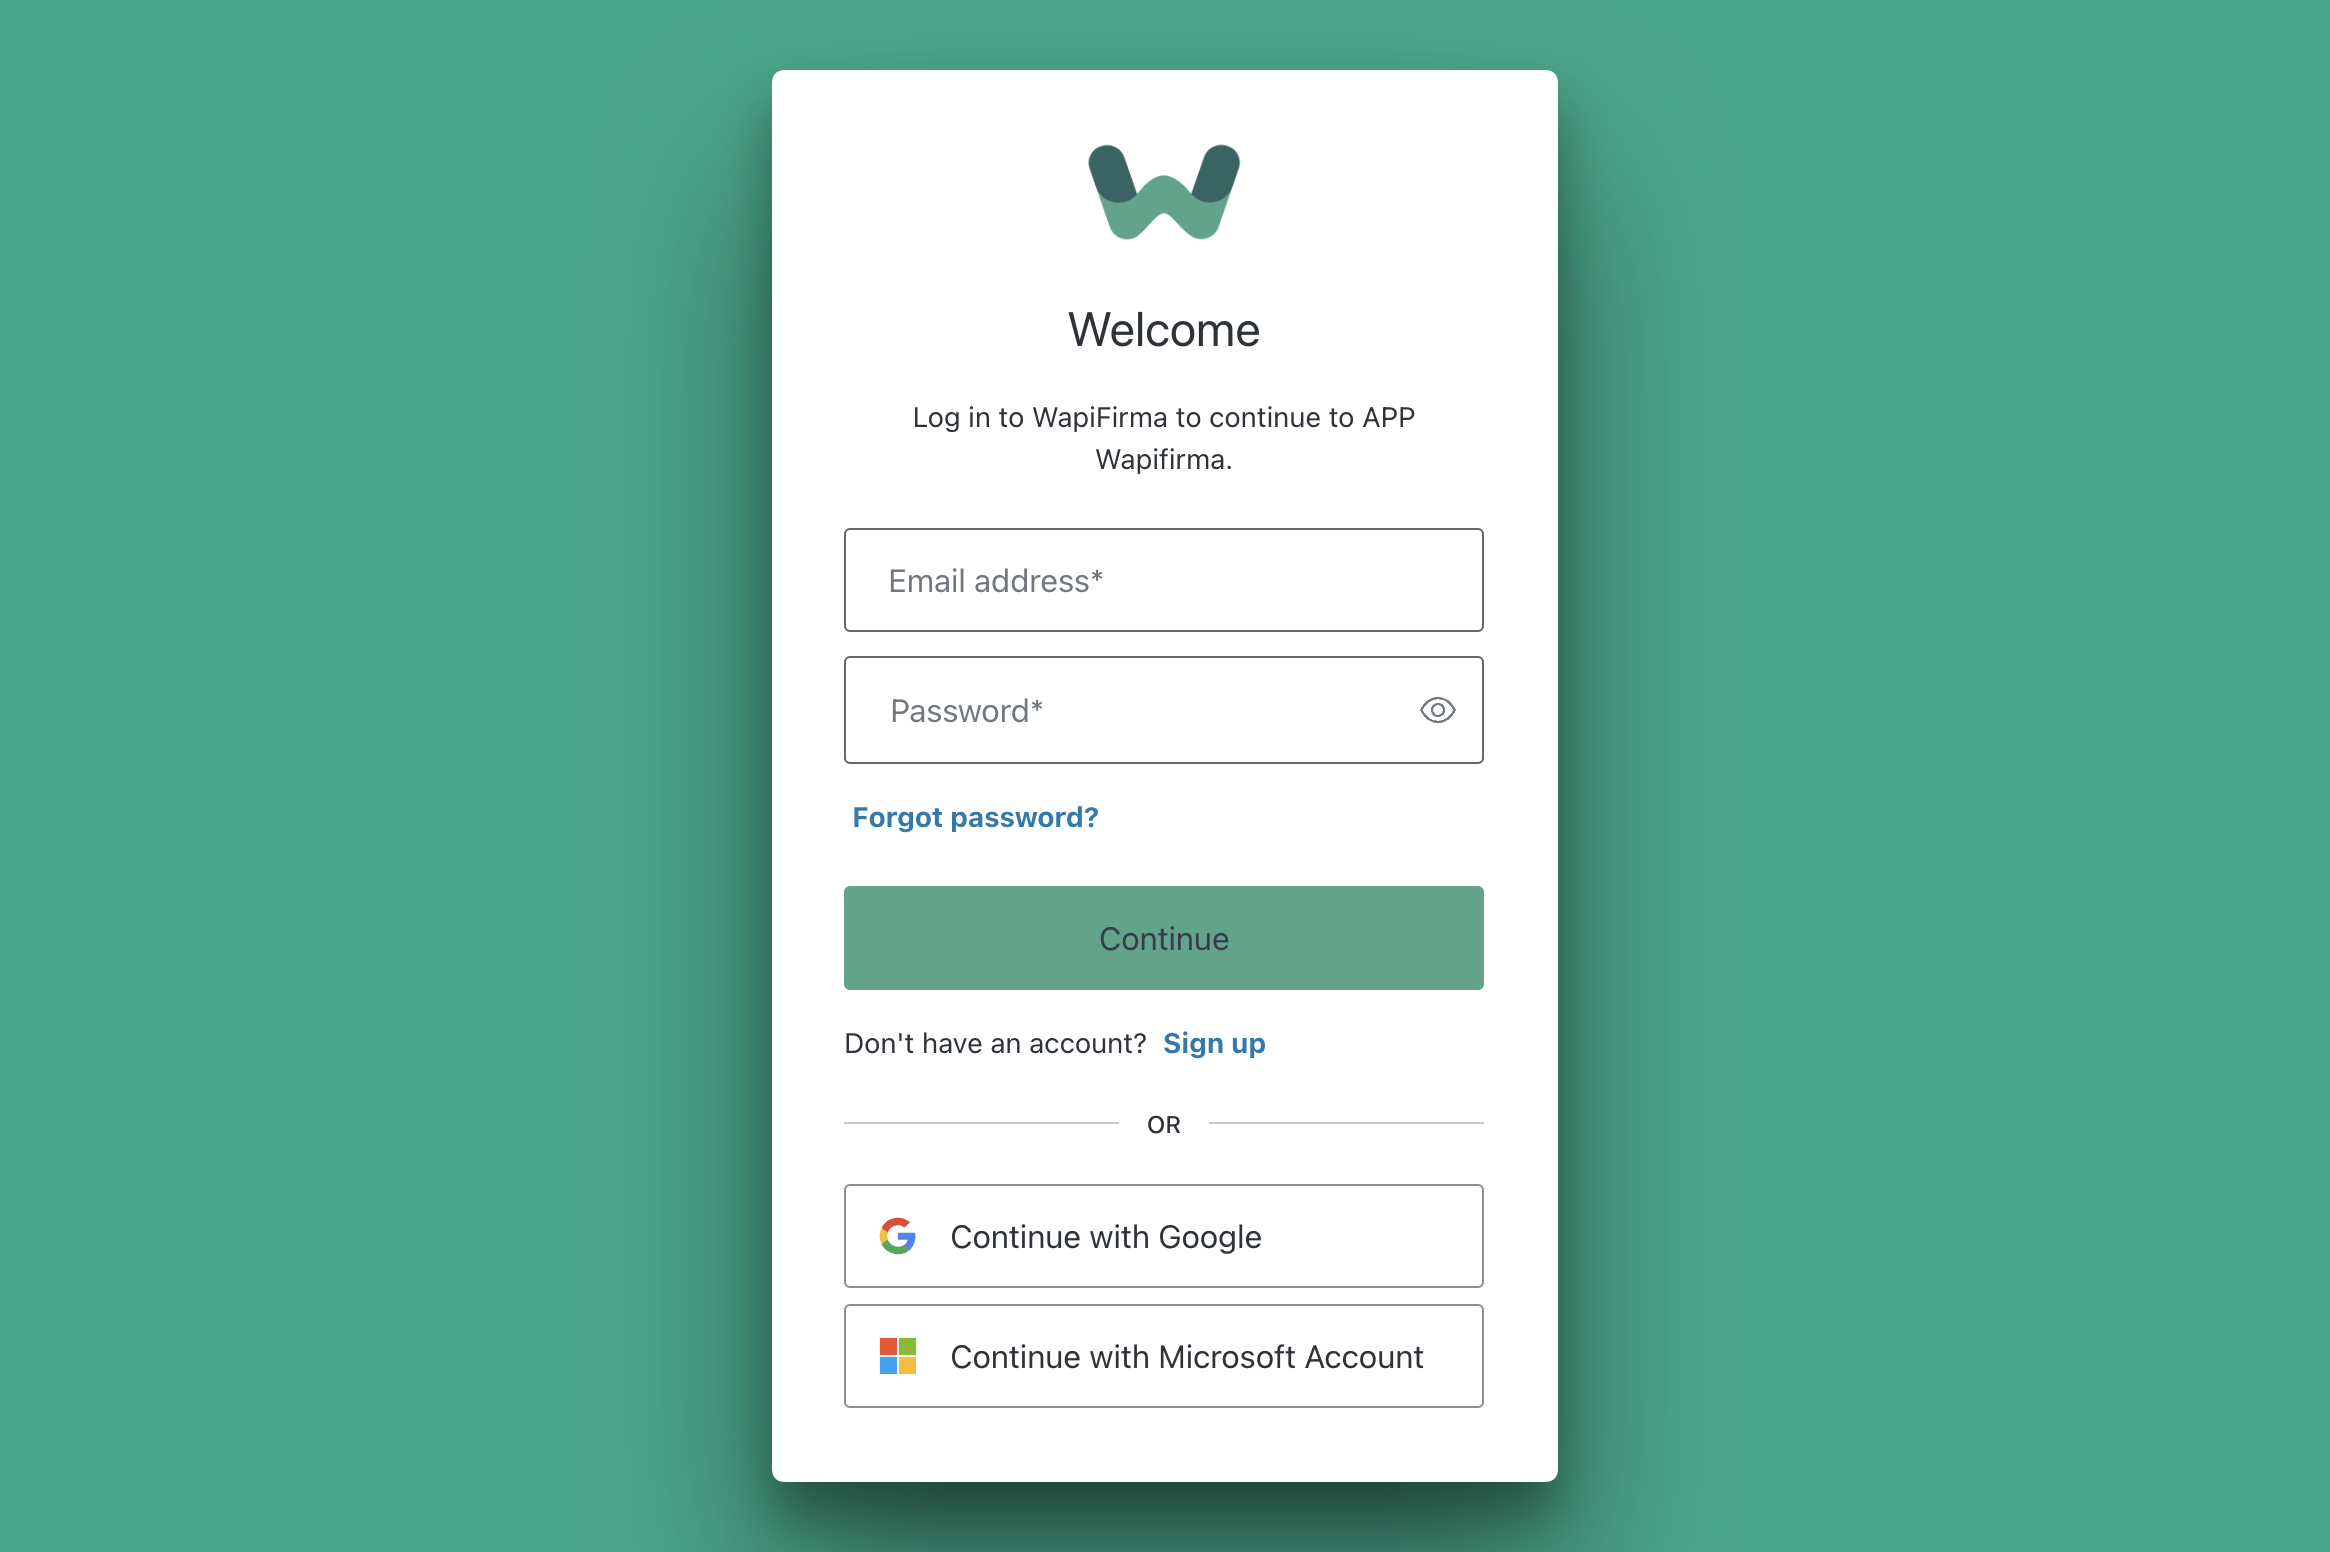 Welcome
Log in to WapiFirma to continue to APP
Wapifirma.
Email address*
Password*
Forgot password?
Continue
Don't have an account? Sign up
OR
Continue with Google
Continue with Microsoft Account